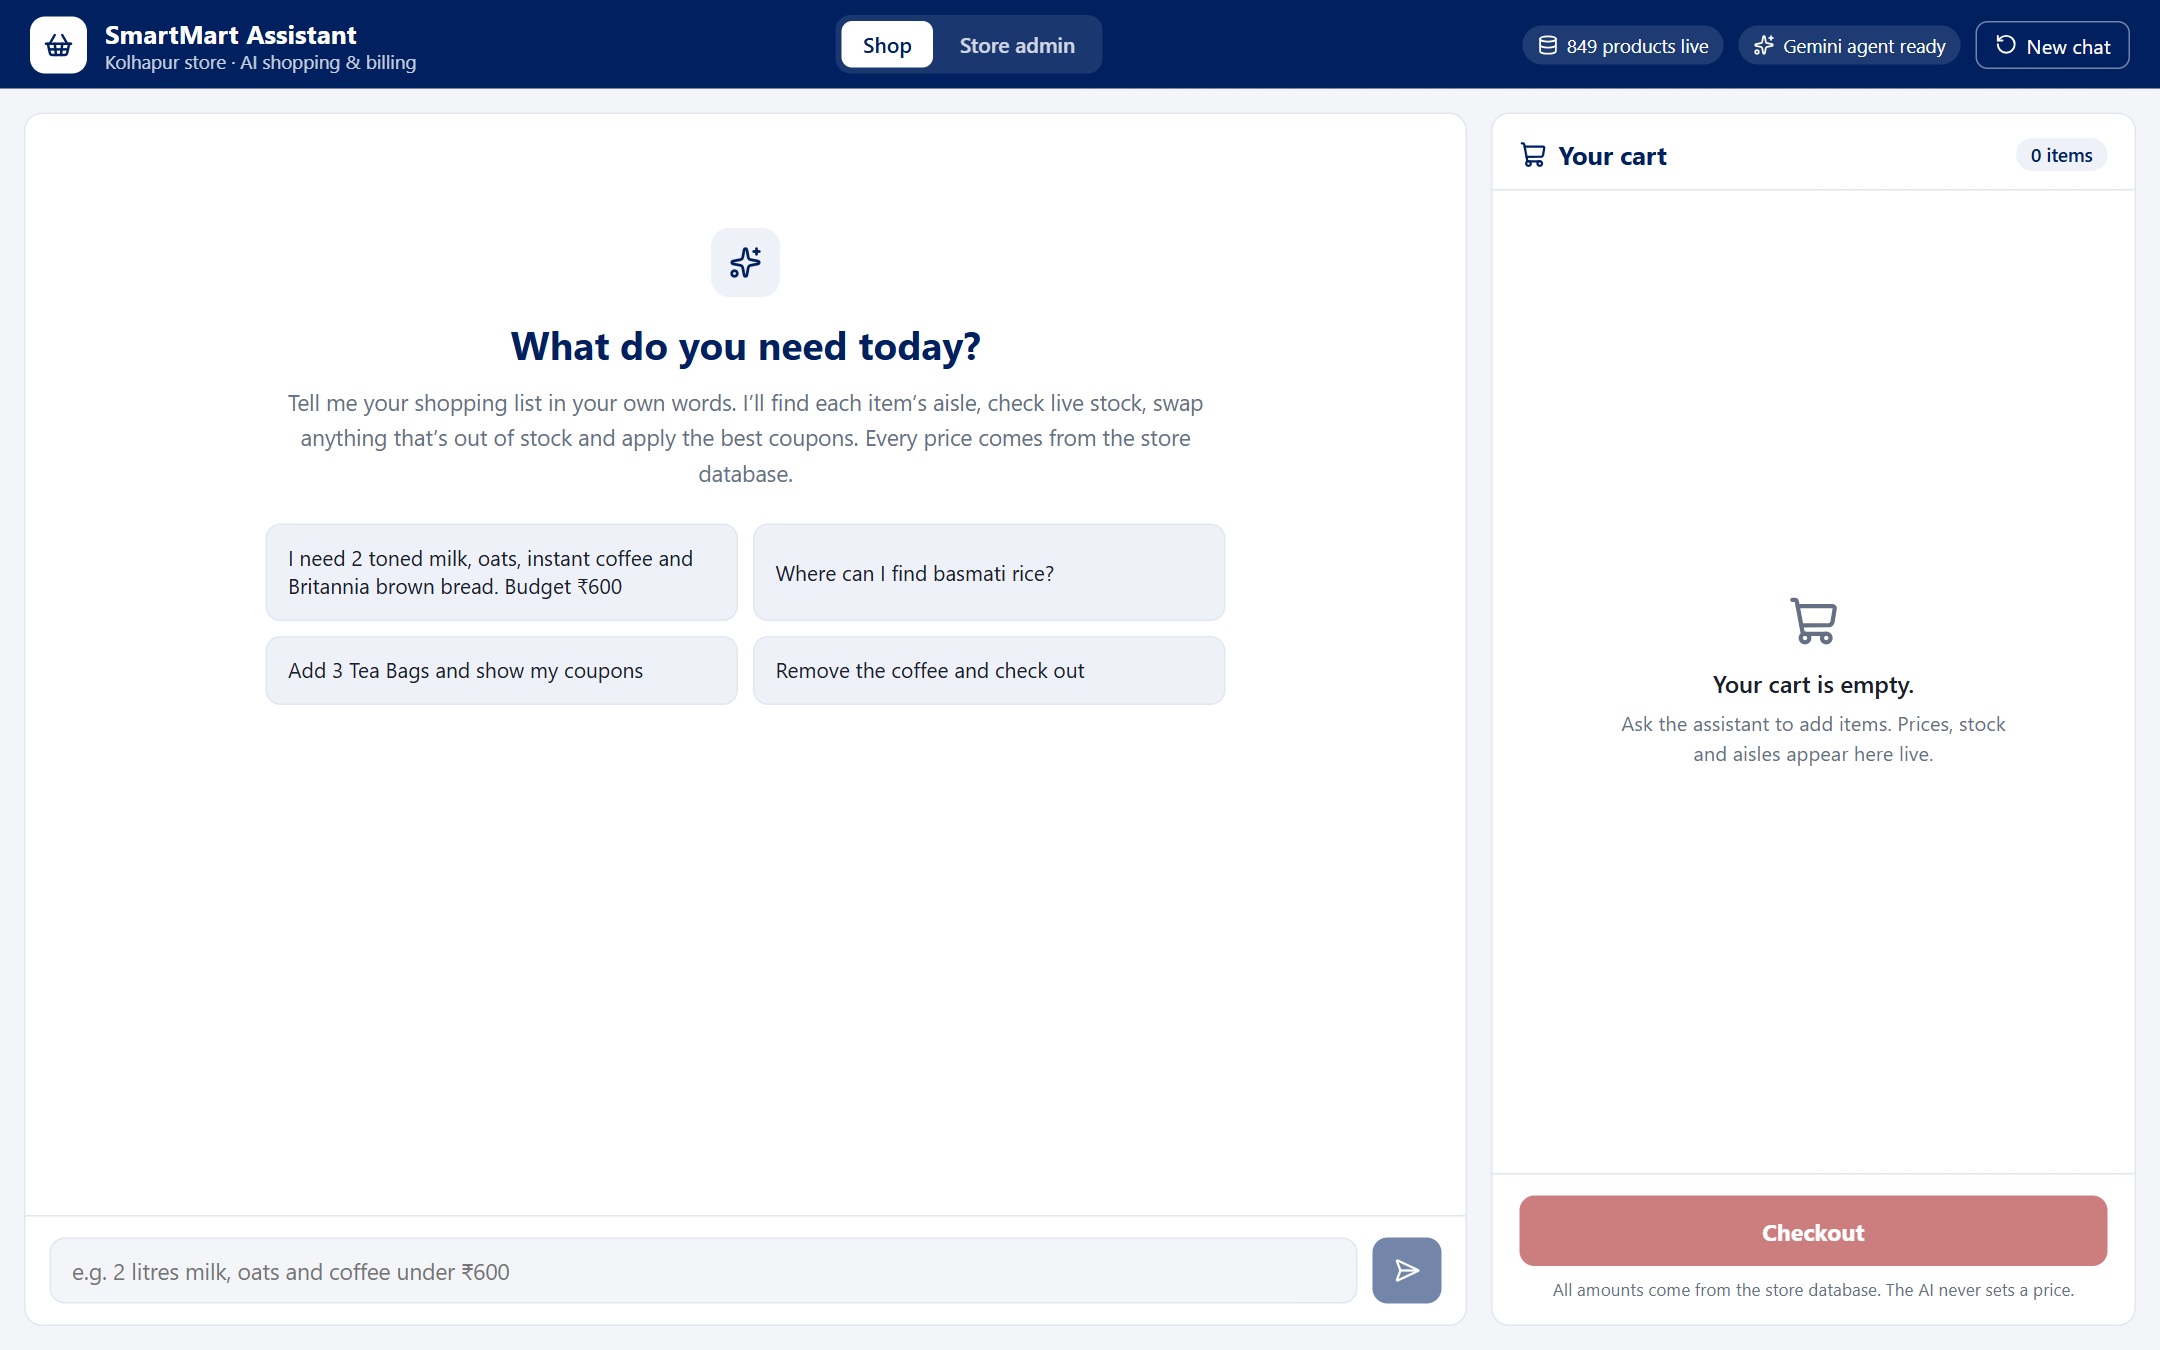 SmartMart Assistant
Kolhapur store · AI shopping & billing
Shop
Store admin
849 products live
Gemini agent ready
New chat
What do you need today?
Tell me your shopping list in your own words. I’ll find each item’s aisle, check live stock, swap
anything that’s out of stock and apply the best coupons. Every price comes from the store
database.
I need 2 toned milk, oats, instant coffee and
Britannia brown bread. Budget ₹600
Where can I find basmati rice?
Add 3 Tea Bags and show my coupons
Remove the coffee and check out
e.g. 2 litres milk, oats and coffee under ₹600
Your cart
0 items
Your cart is empty.
Ask the assistant to add items. Prices, stock
and aisles appear here live.
Checkout
All amounts come from the store database. The AI never sets a price.